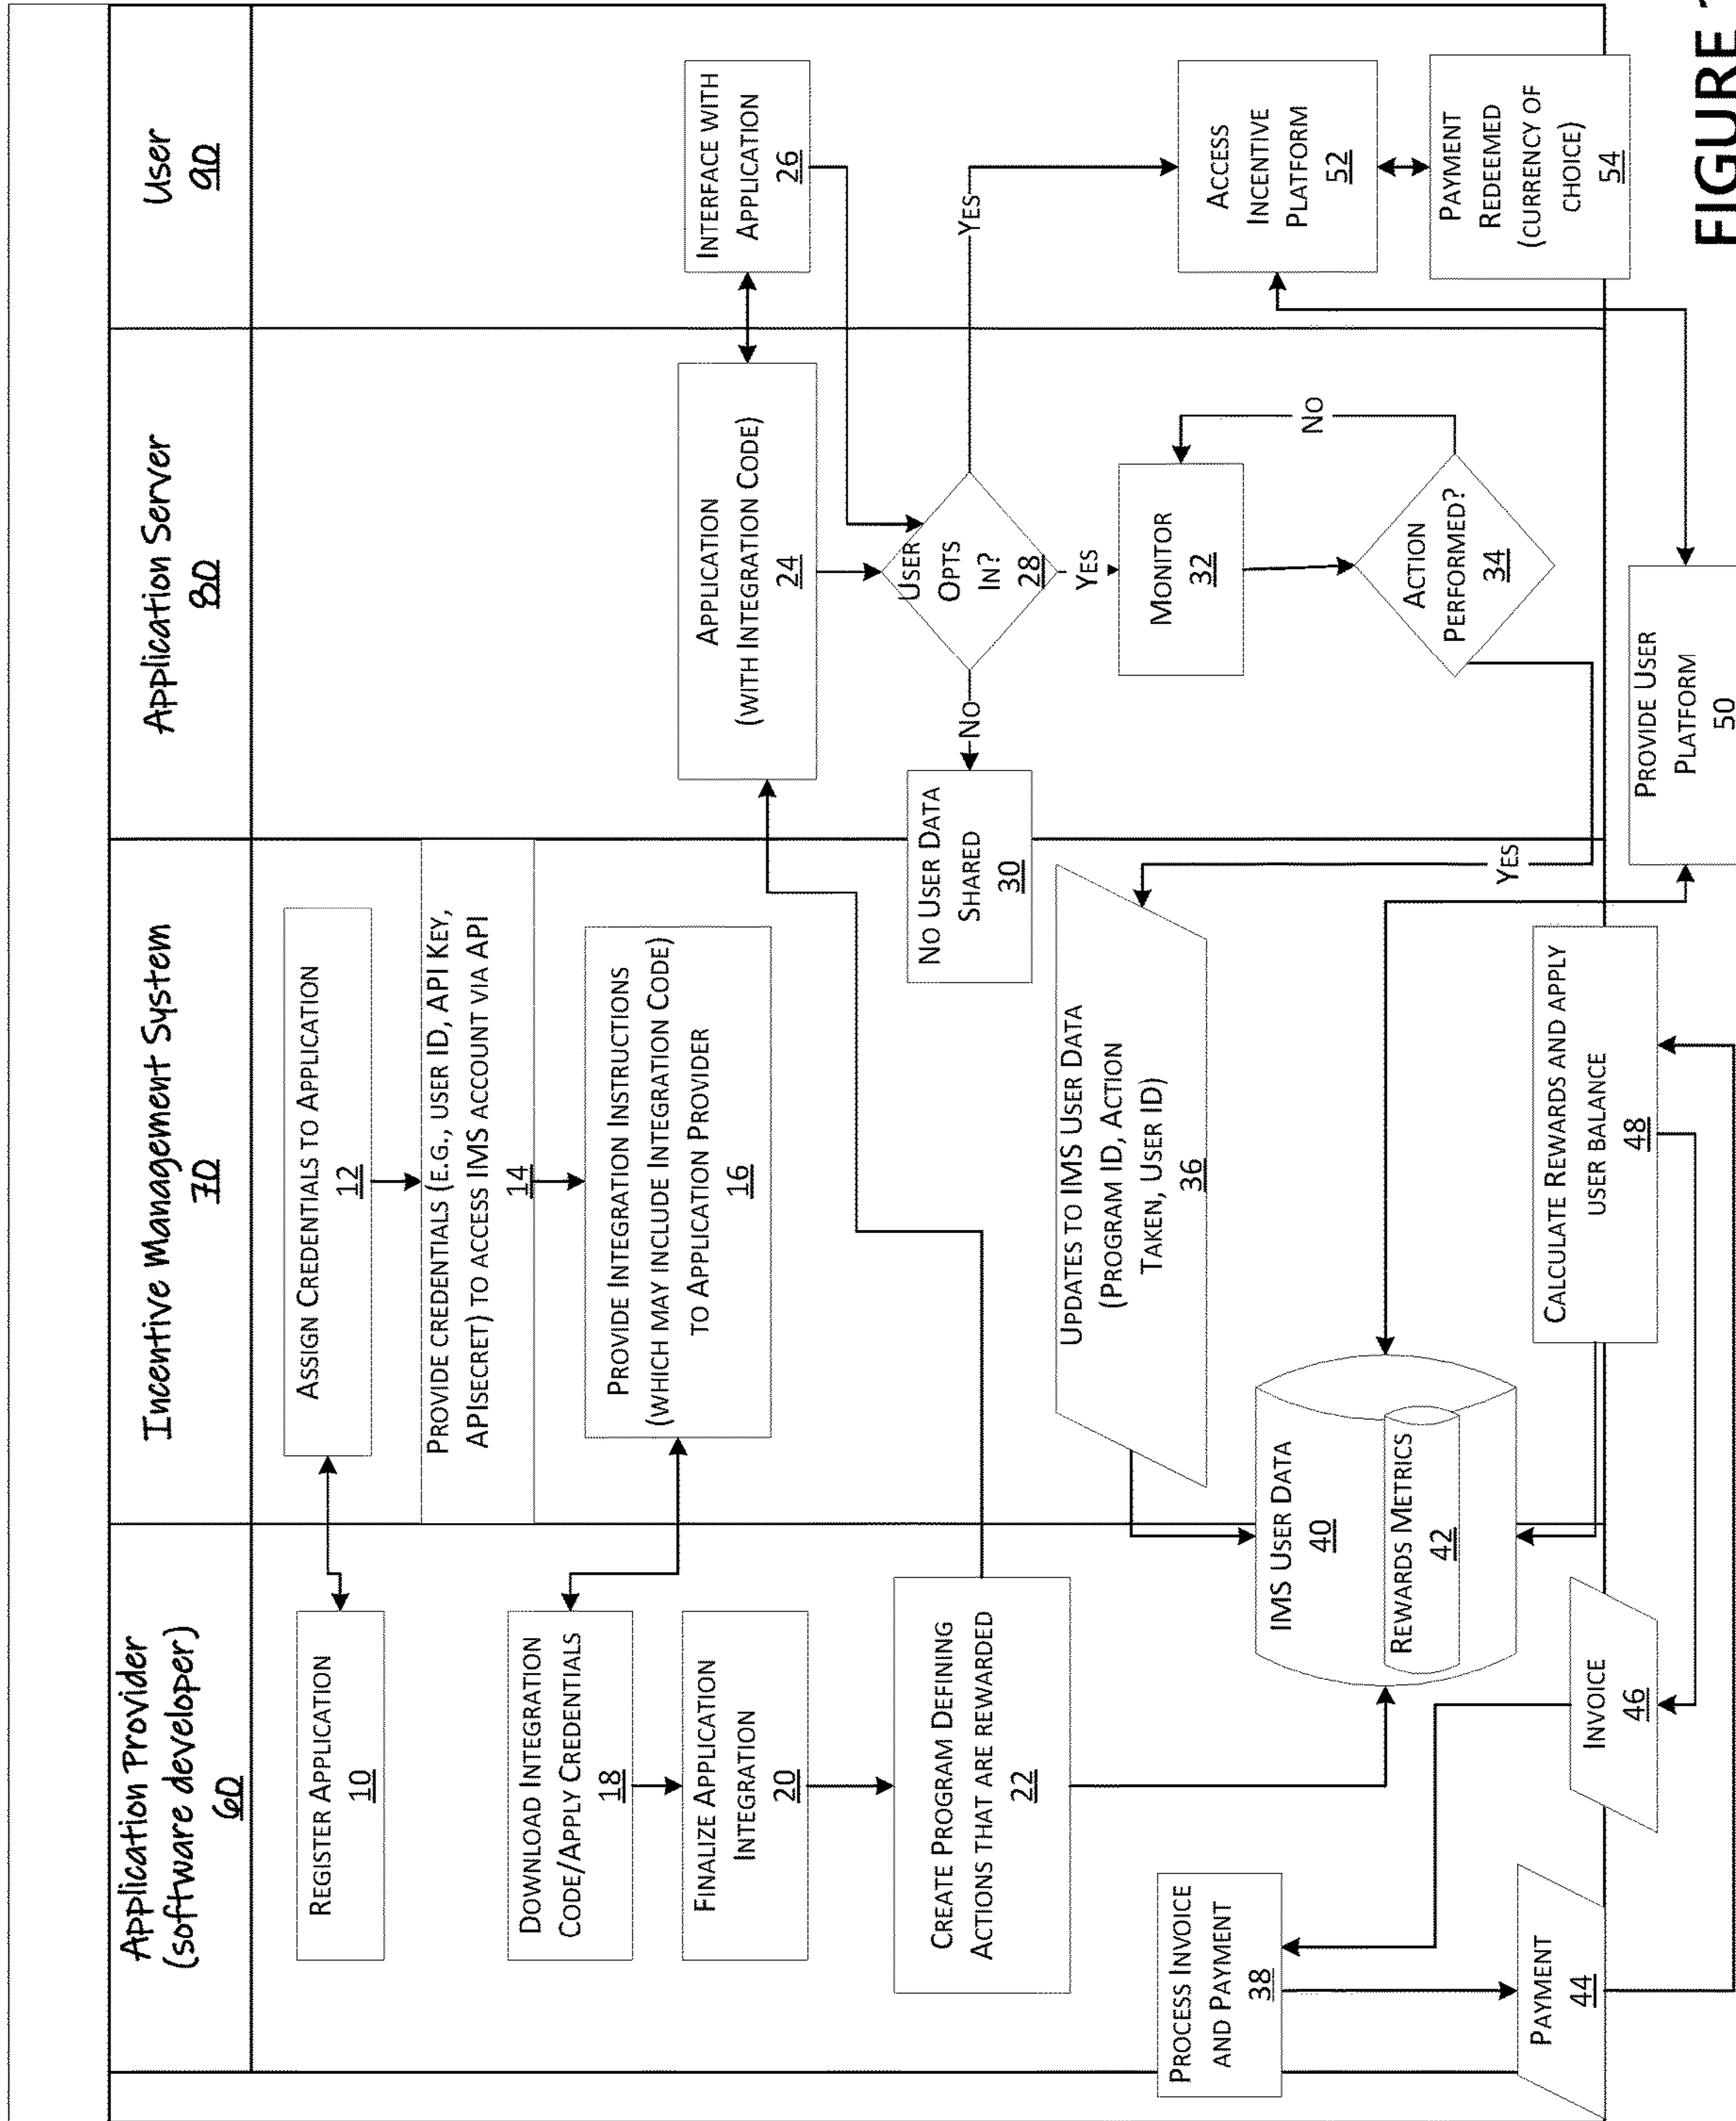 Application Provider
(software developer)
60
Incentive Management System
70
Application Server
80
User
90
REGISTER APPLICATION
10
ASSIGN CREDENTIALS TO APPLICATION
12
PROVIDE CREDENTIALS (E.G., USER ID, API KEY,
APISECRET) TO ACCESS IMS ACCOUNT VIA API
14
PROVIDE INTEGRATION INSTRUCTIONS
(WHICH MAY INCLUDE INTEGRATION CODE)
TO APPLICATION PROVIDER
16
DOWNLOAD INTEGRATION
CODE/APPLY CREDENTIALS
18
FINALIZE APPLICATION
INTEGRATION
20
CREATE PROGRAM DEFINING
ACTIONS THAT ARE REWARDED
22
APPLICATION
(WITH INTEGRATION CODE)
24
INTERFACE WITH
APPLICATION
26
USER
OPTS
IN?
28
NO
YES
YES
NO USER DATA
SHARED
30
MONITOR
32
ACTION
PERFORMED?
34
NO
YES
UPDATES TO IMS USER DATA
(PROGRAM ID, ACTION
TAKEN, USER ID)
36
PROCESS INVOICE
AND PAYMENT
38
IMS USER DATA
40
REWARDS METRICS
42
PAYMENT
44
INVOICE
46
CALCULATE REWARDS AND APPLY
USER BALANCE
48
PROVIDE USER
PLATFORM
50
ACCESS
INCENTIVE
PLATFORM
52
PAYMENT
REDEEMED
(CURRENCY OF
CHOICE)
54
FIGURE